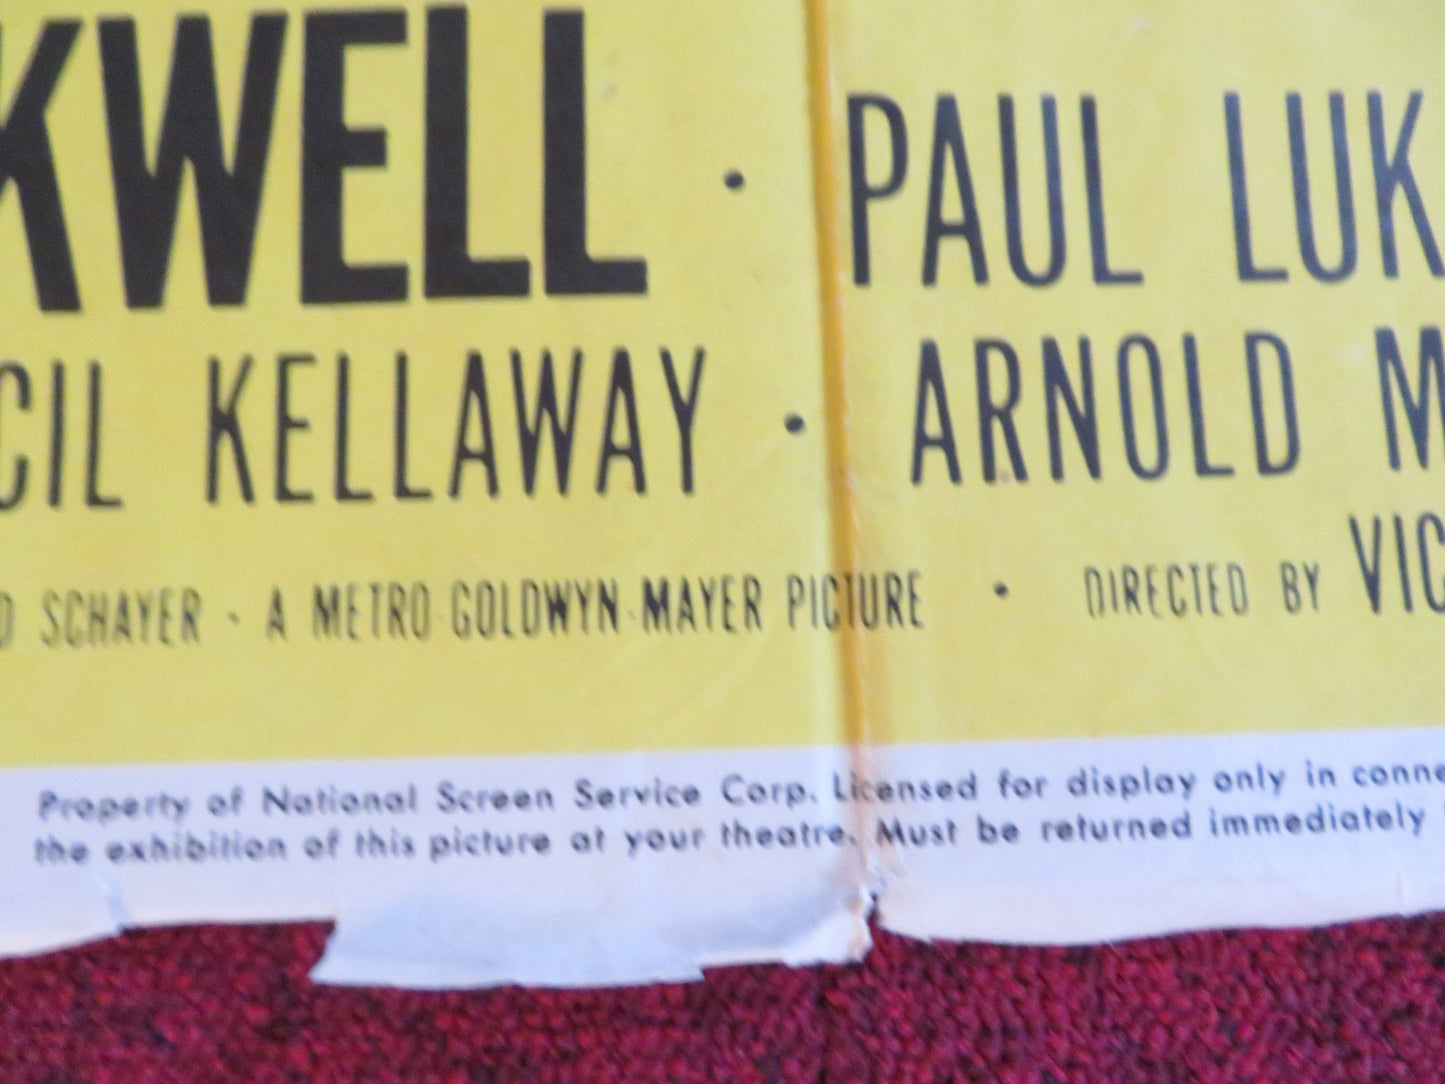 KWELL · PAUL LUK
CIL KELLAWAY · ARNOLD M
D SCHAYER · A METRO-GOLDWYN-MAYER PICTURE · DIRECTED BY VIC
Property of National Screen Service Corp. Licensed for display only in conne
the exhibition of this picture at your theatre. Must be returned immediately